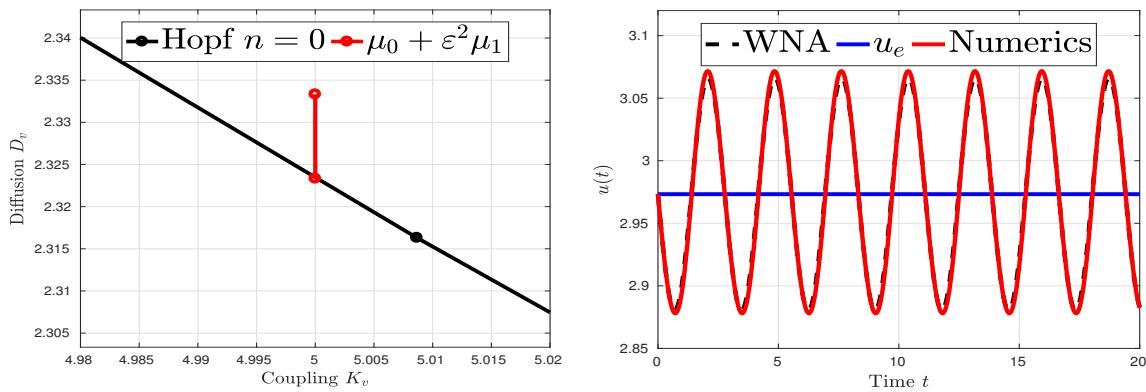 Hopf n = 0 μ₀ + ε²μ₁
2.34
2.335
2.33
2.325
2.32
2.315
2.31
2.305
Diffusion Dᵥ
4.98 4.985 4.99 4.995 5 5.005 5.01 5.015 5.02
Coupling Kᵥ
WNA uₑ Numerics
3.1
3.05
3
2.95
2.9
2.85
u(t)
0 5 10 15 20
Time t